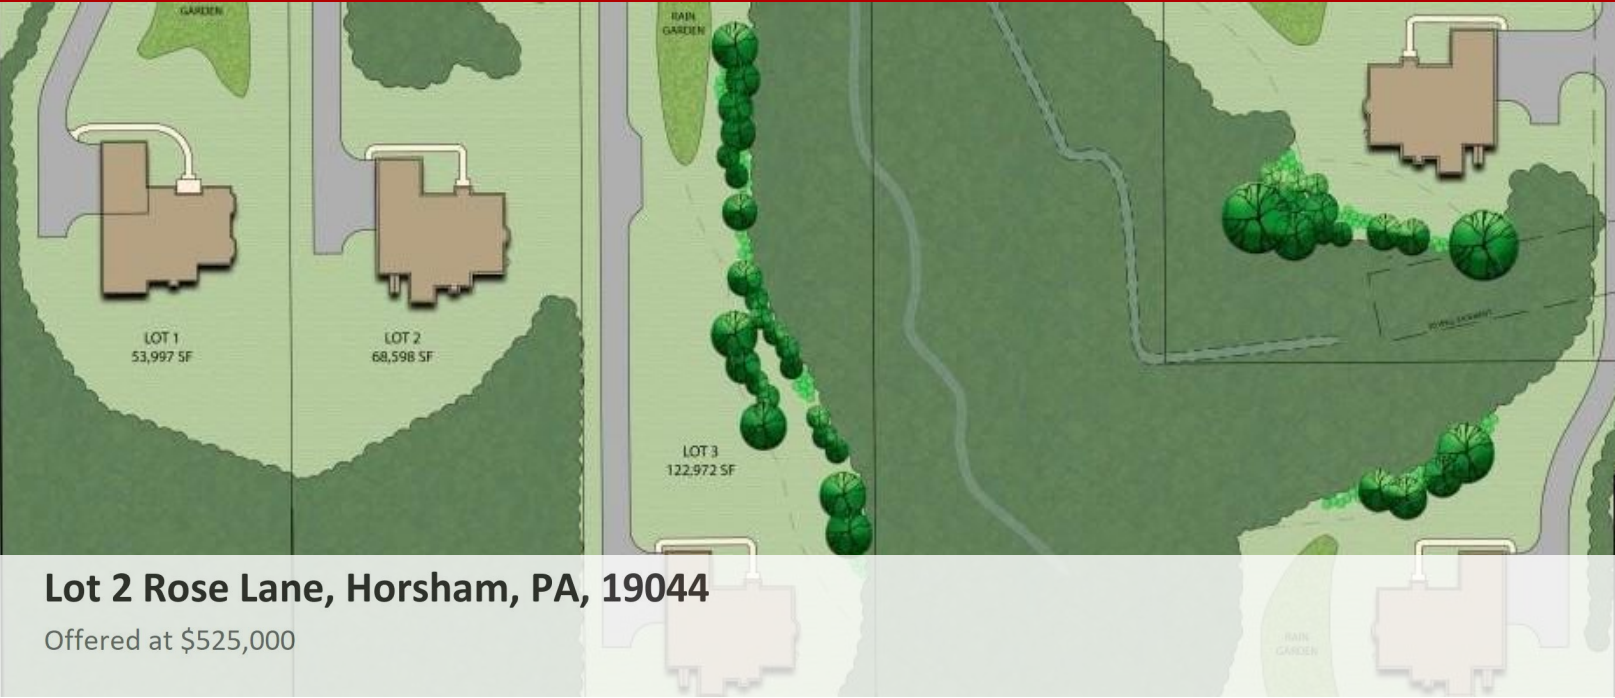 GARDEN
RAIN
GARDEN
LOT 1
53,997 SF
LOT 2
68,598 SF
LOT 3
122,972 SF
RAIN
GARDEN
Lot 2 Rose Lane, Horsham, PA, 19044
Offered at $525,000